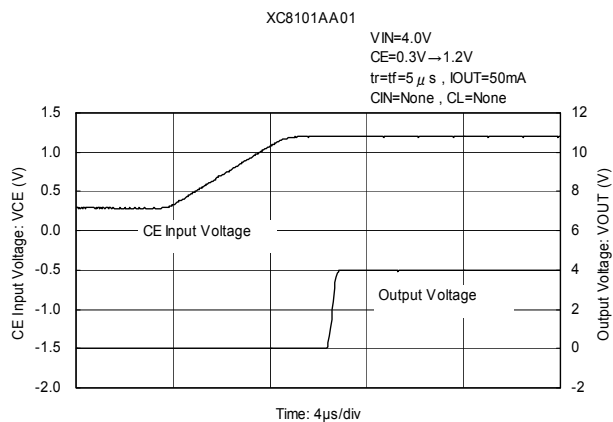 XC8101AA01
VIN=4.0V
CE=0.3V→1.2V
tr=tf=5μs , IOUT=50mA
CIN=None , CL=None
1.5
1.0
0.5
0.0
-0.5
-1.0
-1.5
-2.0
CE Input Voltage: VCE (V)
CE Input Voltage
Output Voltage
12
10
8
6
4
2
0
-2
Output Voltage: VOUT (V)
Time: 4μs/div